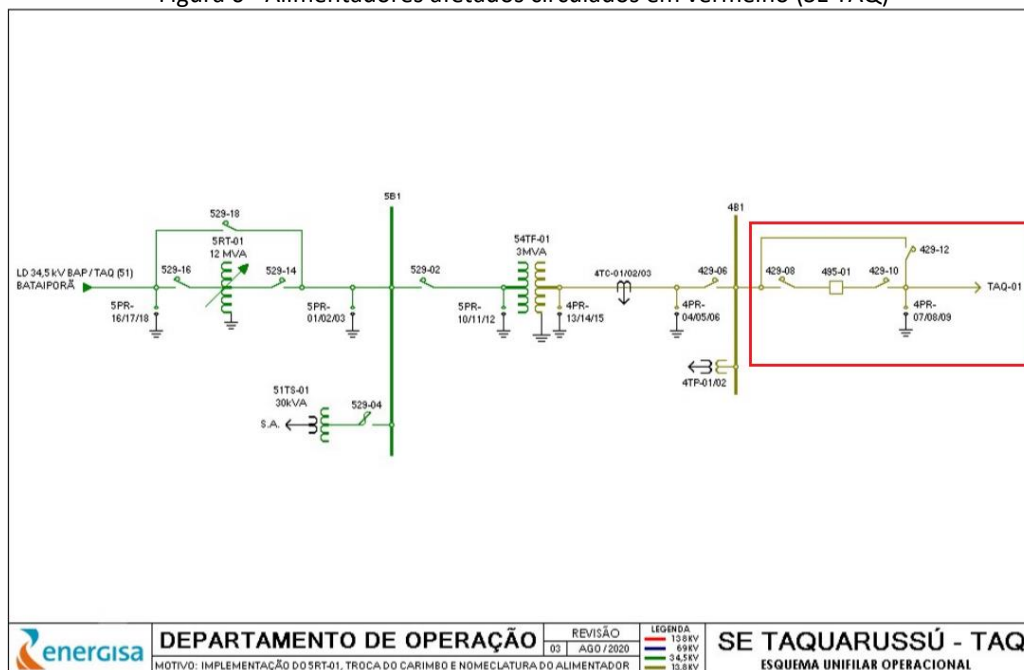 Figura 6 - Alimentadores afetados circulados em vermelho (SE TAQ)
5B1
4B1
529-18
5RT-01
12 MVA
54TF-01
3MVA
429-12
LD 34,5 kV BAP / TAQ (51)
BATAIPORÃ
529-16
529-14
529-02
4TC-01/02/03
429-06
429-08
495-01
429-10
TAQ-01
5PR-
16/17/18
5PR-
01/02/03
5PR-
10/11/12
4PR-
13/14/15
4PR-
04/05/06
4PR-
07/08/09
4TP-01/02
51TS-01
30kVA
529-04
S.A.
energisa
DEPARTAMENTO DE OPERAÇÃO
REVISÃO
03 AGO/2020
MOTIVO: IMPLEMENTAÇÃO DO 5RT-01, TROCA DO CARIMBO E NOMECLATURA DO ALIMENTADOR
LEGENDA
138KV
69KV
34,5KV
13,8KV
SE TAQUARUSSÚ - TAQ
ESQUEMA UNIFILAR OPERACIONAL